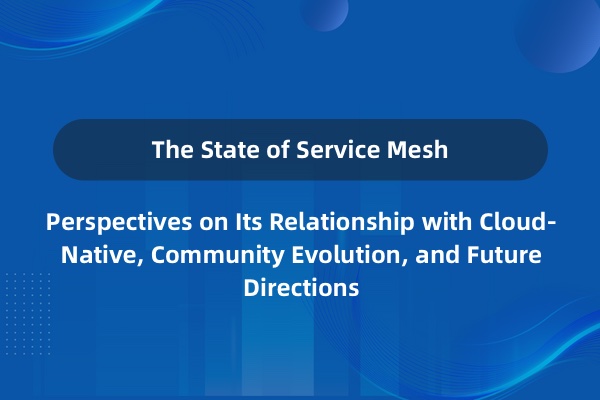 The State of Service Mesh
Perspectives on Its Relationship with Cloud-
Native, Community Evolution, and Future
Directions